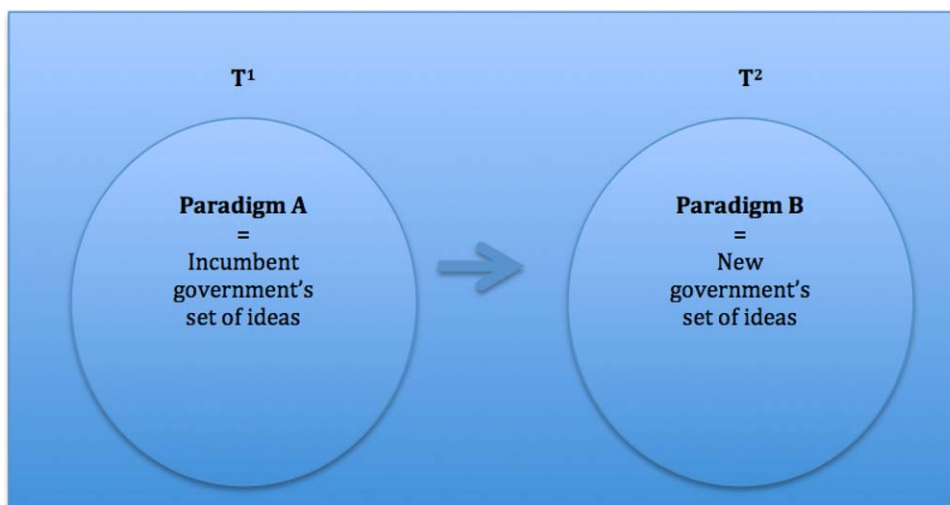 T¹
Paradigm A
=
Incumbent
government's
set of ideas
T²
Paradigm B
=
New
government's
set of ideas